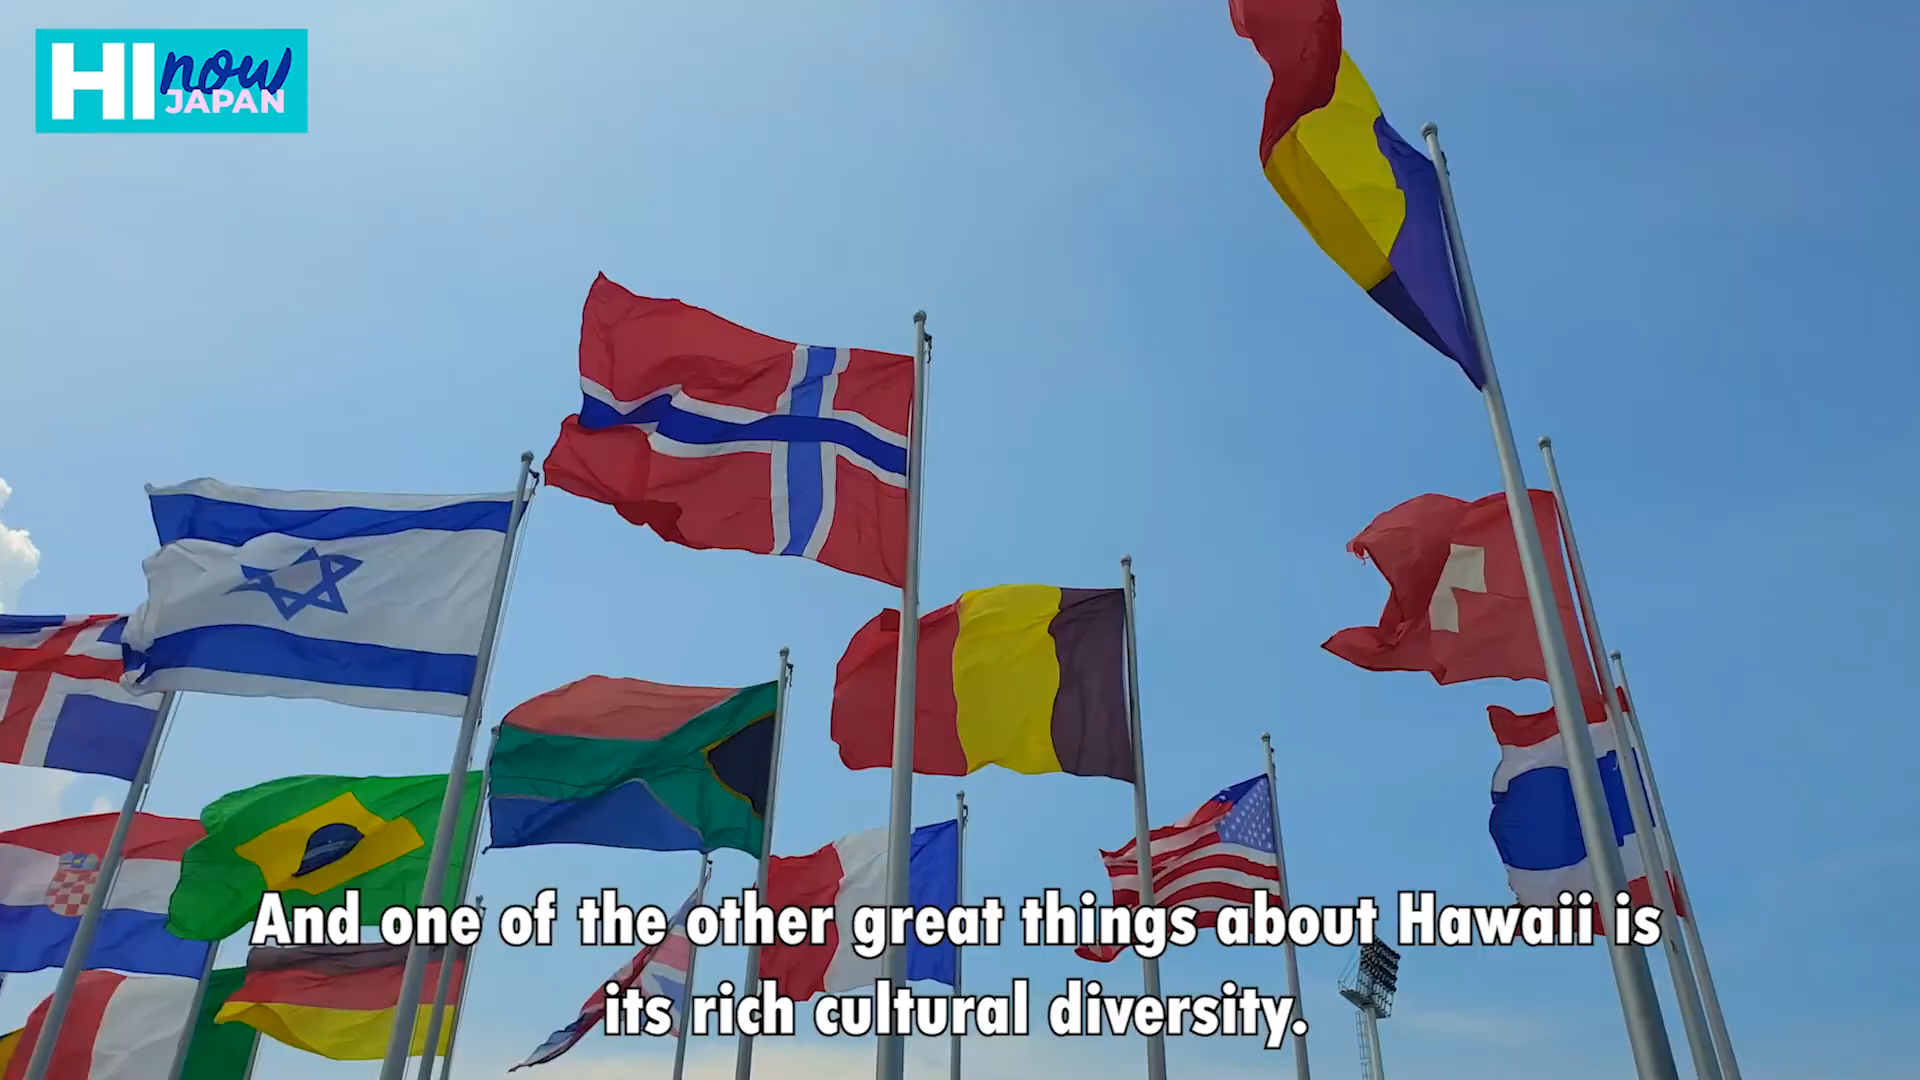 HI now
JAPAN
And one of the other great things about Hawaii is
its rich cultural diversity.